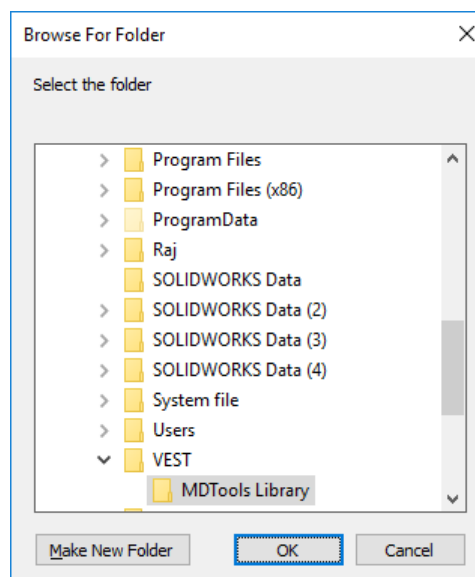 Browse For Folder
Select the folder
Program Files
Program Files (x86)
ProgramData
Raj
SOLIDWORKS Data
SOLIDWORKS Data (2)
SOLIDWORKS Data (3)
SOLIDWORKS Data (4)
System file
Users
VEST
MDTools Library
Make New Folder OK Cancel